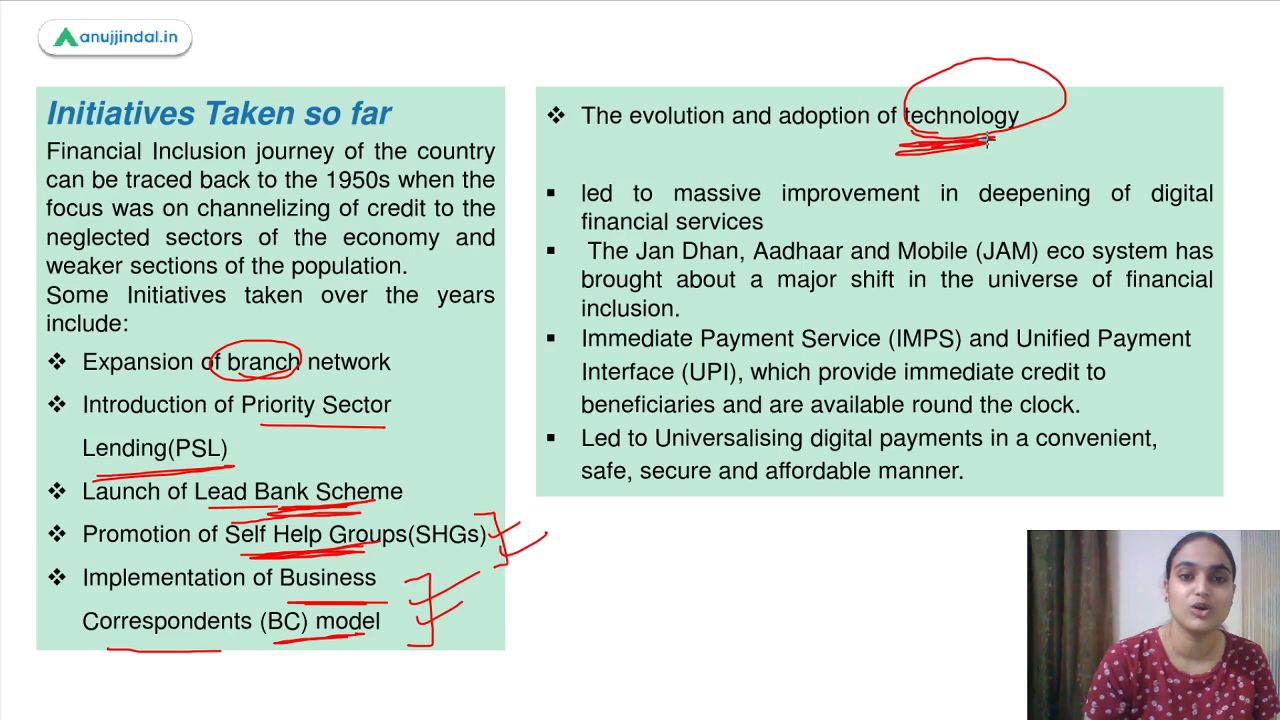 anujjindal.in
Initiatives Taken so far
Financial Inclusion journey of the country
can be traced back to the 1950s when the
focus was on channelizing of credit to the
neglected sectors of the economy and
weaker sections of the population.
Some Initiatives taken over the years
include:
❖ Expansion of branch network
❖ Introduction of Priority Sector
Lending(PSL)
❖ Launch of Lead Bank Scheme
❖ Promotion of Self Help Groups(SHGs)
❖ Implementation of Business
Correspondents (BC) model
❖ The evolution and adoption of technology
▪ led to massive improvement in deepening of digital
financial services
▪ The Jan Dhan, Aadhaar and Mobile (JAM) eco system has
brought about a major shift in the universe of financial
inclusion.
▪ Immediate Payment Service (IMPS) and Unified Payment
Interface (UPI), which provide immediate credit to
beneficiaries and are available round the clock.
▪ Led to Universalising digital payments in a convenient,
safe, secure and affordable manner.